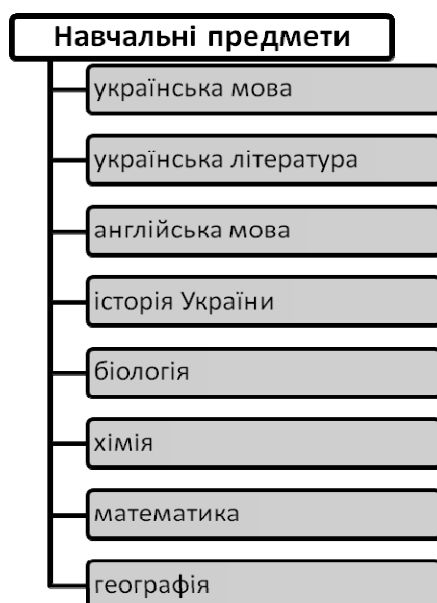 Навчальні предмети
українська мова
українська література
англійська мова
історія України
біологія
хімія
математика
географія